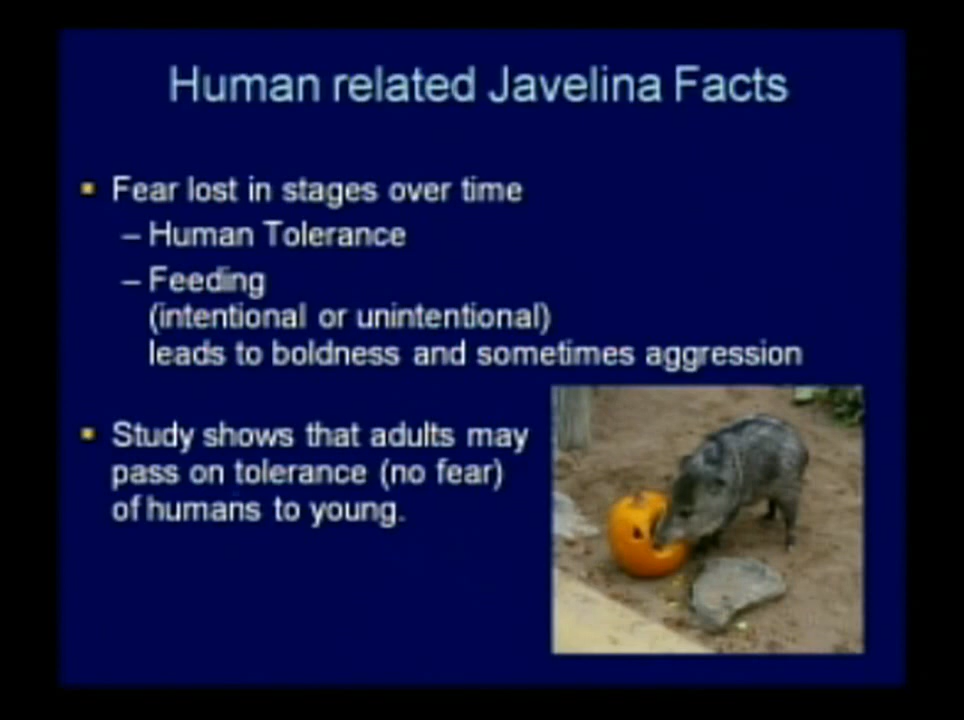 Human related Javelina Facts
Fear lost in stages over time
– Human Tolerance
– Feeding
(intentional or unintentional)
leads to boldness and sometimes aggression
Study shows that adults may
pass on tolerance (no fear)
of humans to young.